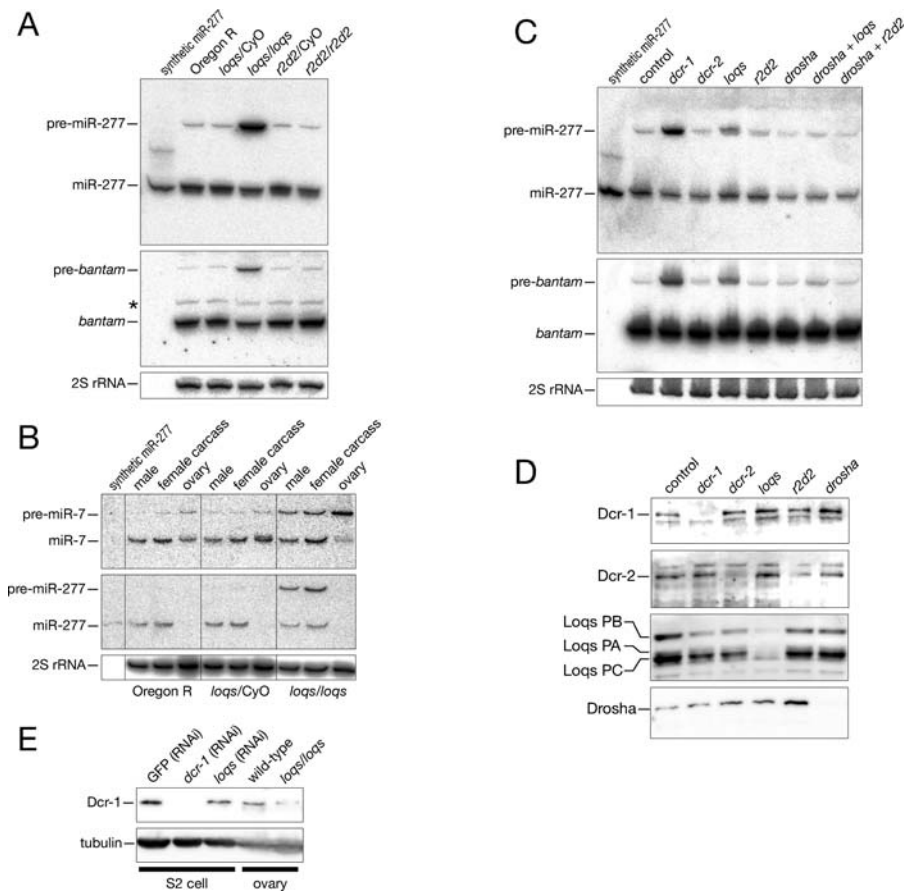 A
synthetic miR-277
Oregon R
loqs/CyO
loqs/loqs
r2d2/CyO
r2d2/r2d2
pre-miR-277
miR-277
pre-bantam
*
bantam
2S rRNA
B
synthetic miR-277
male
female carcass
ovary
male
female carcass
ovary
male
female carcass
ovary
pre-miR-7
miR-7
pre-miR-277
miR-277
2S rRNA
Oregon R
loqs/CyO
loqs/loqs
C
synthetic miR-277
control
dcr-1
dcr-2
loqs
r2d2
drosha
drosha + loqs
drosha + r2d2
pre-miR-277
miR-277
pre-bantam
bantam
2S rRNA
D
control
dcr-1
dcr-2
loqs
r2d2
drosha
Dcr-1
Dcr-2
Loqs PB
Loqs PA
Loqs PC
Drosha
E
GFP (RNAi)
dcr-1 (RNAi)
loqs (RNAi)
wild-type
loqs/loqs
Dcr-1
tubulin
S2 cell
ovary